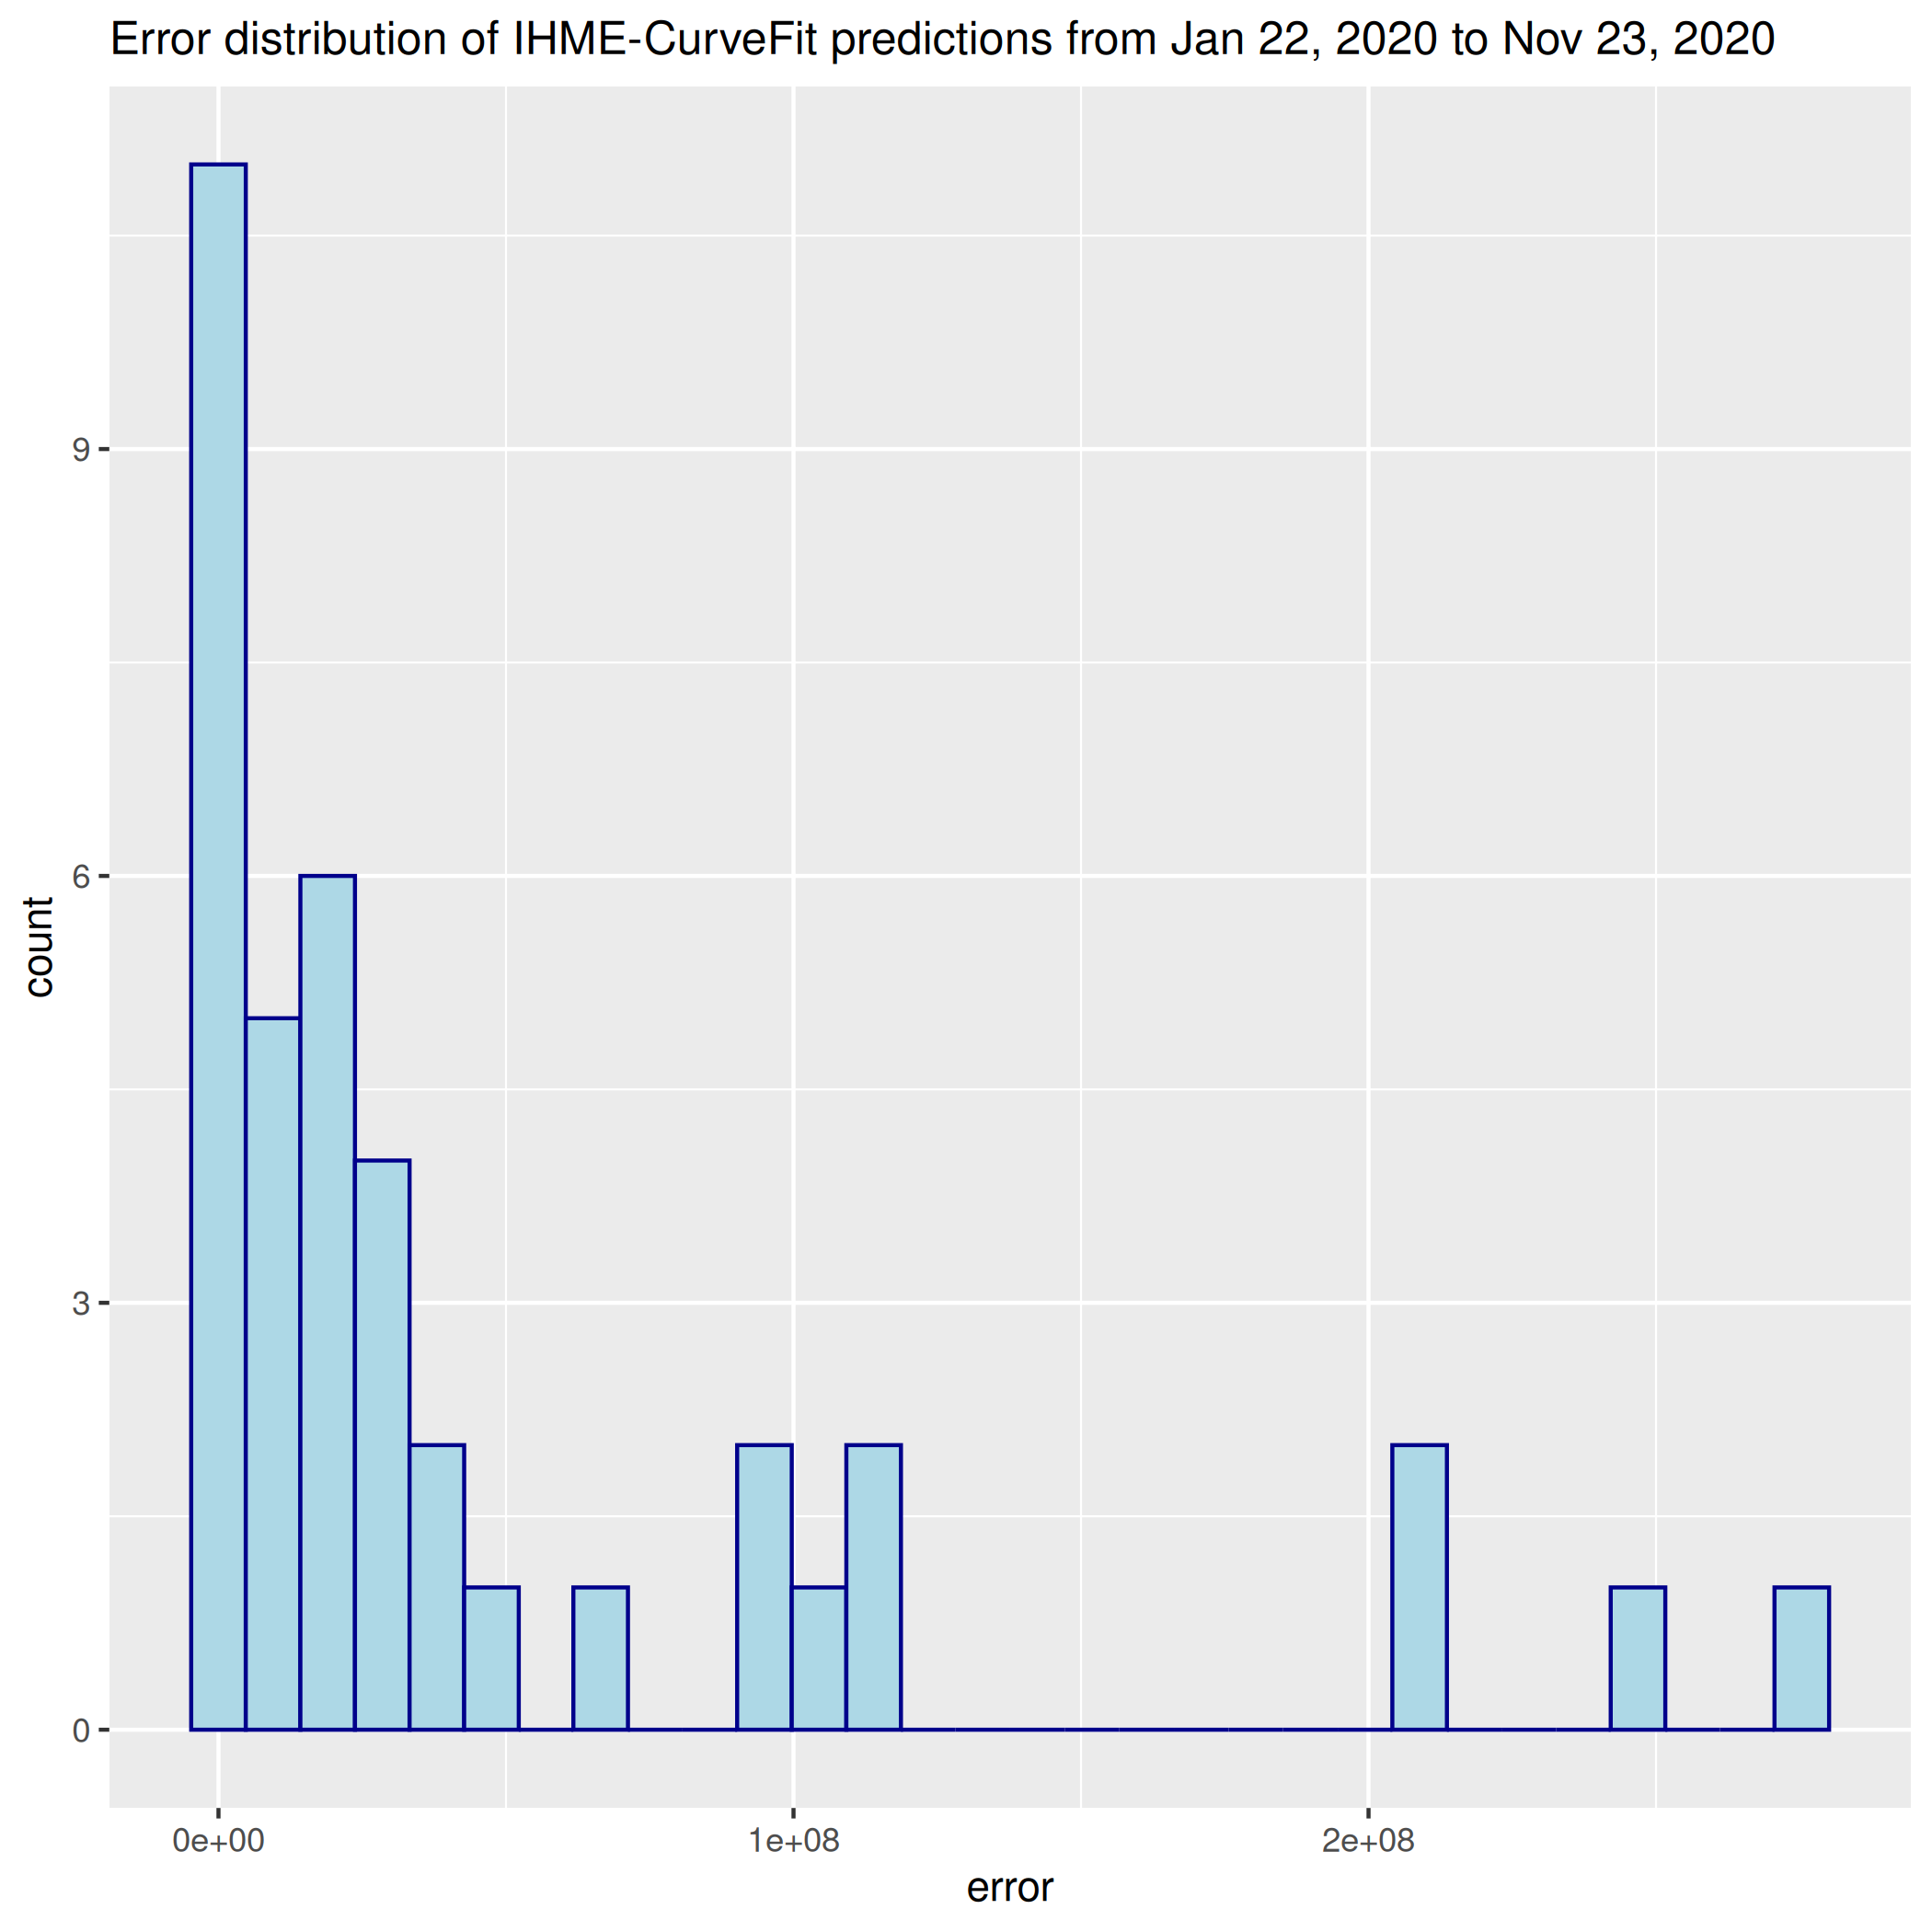 Error distribution of IHME-CurveFit predictions from Jan 22, 2020 to Nov 23, 2020
count
9
6
3
0
0e+00 1e+08 2e+08
error